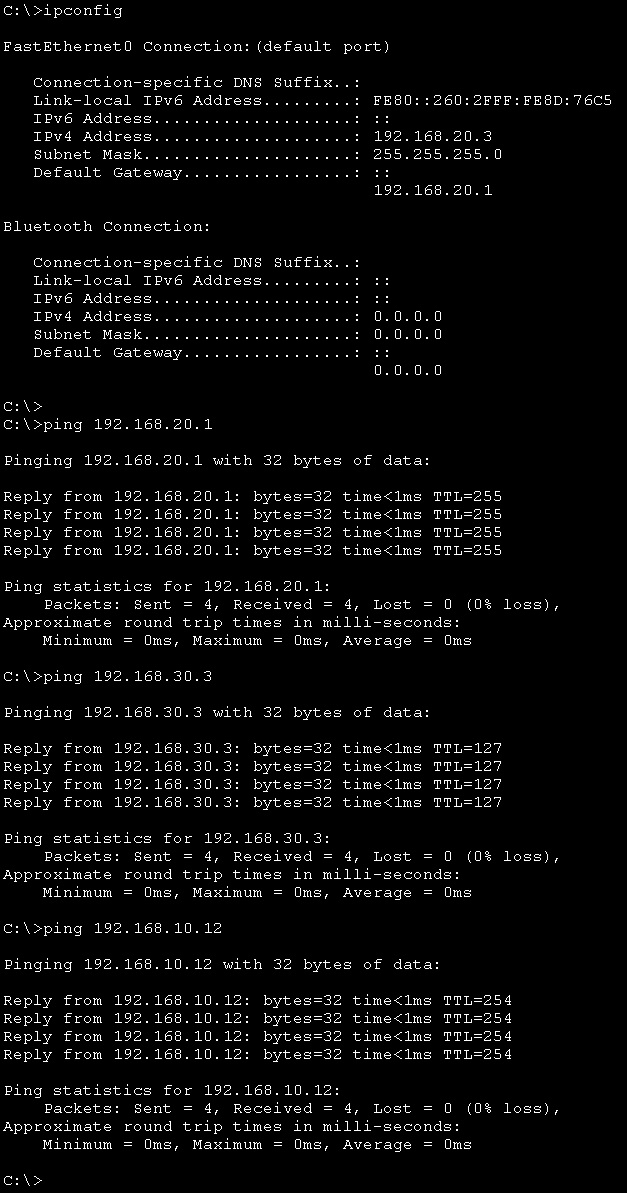 C:\>ipconfig
FastEthernet0 Connection:(default port)
Connection-specific DNS Suffix..:
Link-local IPv6 Address.........: FE80::260:2FFF:FE8D:76C5
IPv6 Address....................: ::
IPv4 Address....................: 192.168.20.3
Subnet Mask.....................: 255.255.255.0
Default Gateway.................: ::
192.168.20.1
Bluetooth Connection:
Connection-specific DNS Suffix..:
Link-local IPv6 Address.........: ::
IPv6 Address....................: ::
IPv4 Address....................: 0.0.0.0
Subnet Mask.....................: 0.0.0.0
Default Gateway.................: ::
0.0.0.0
C:\>
C:\>ping 192.168.20.1
Pinging 192.168.20.1 with 32 bytes of data:
Reply from 192.168.20.1: bytes=32 time<1ms TTL=255
Reply from 192.168.20.1: bytes=32 time<1ms TTL=255
Reply from 192.168.20.1: bytes=32 time<1ms TTL=255
Reply from 192.168.20.1: bytes=32 time<1ms TTL=255
Ping statistics for 192.168.20.1:
Packets: Sent = 4, Received = 4, Lost = 0 (0% loss),
Approximate round trip times in milli-seconds:
Minimum = 0ms, Maximum = 0ms, Average = 0ms
C:\>ping 192.168.30.3
Pinging 192.168.30.3 with 32 bytes of data:
Reply from 192.168.30.3: bytes=32 time<1ms TTL=127
Reply from 192.168.30.3: bytes=32 time<1ms TTL=127
Reply from 192.168.30.3: bytes=32 time<1ms TTL=127
Reply from 192.168.30.3: bytes=32 time<1ms TTL=127
Ping statistics for 192.168.30.3:
Packets: Sent = 4, Received = 4, Lost = 0 (0% loss),
Approximate round trip times in milli-seconds:
Minimum = 0ms, Maximum = 0ms, Average = 0ms
C:\>ping 192.168.10.12
Pinging 192.168.10.12 with 32 bytes of data:
Reply from 192.168.10.12: bytes=32 time<1ms TTL=254
Reply from 192.168.10.12: bytes=32 time<1ms TTL=254
Reply from 192.168.10.12: bytes=32 time<1ms TTL=254
Reply from 192.168.10.12: bytes=32 time<1ms TTL=254
Ping statistics for 192.168.10.12:
Packets: Sent = 4, Received = 4, Lost = 0 (0% loss),
Approximate round trip times in milli-seconds:
Minimum = 0ms, Maximum = 0ms, Average = 0ms
C:\>